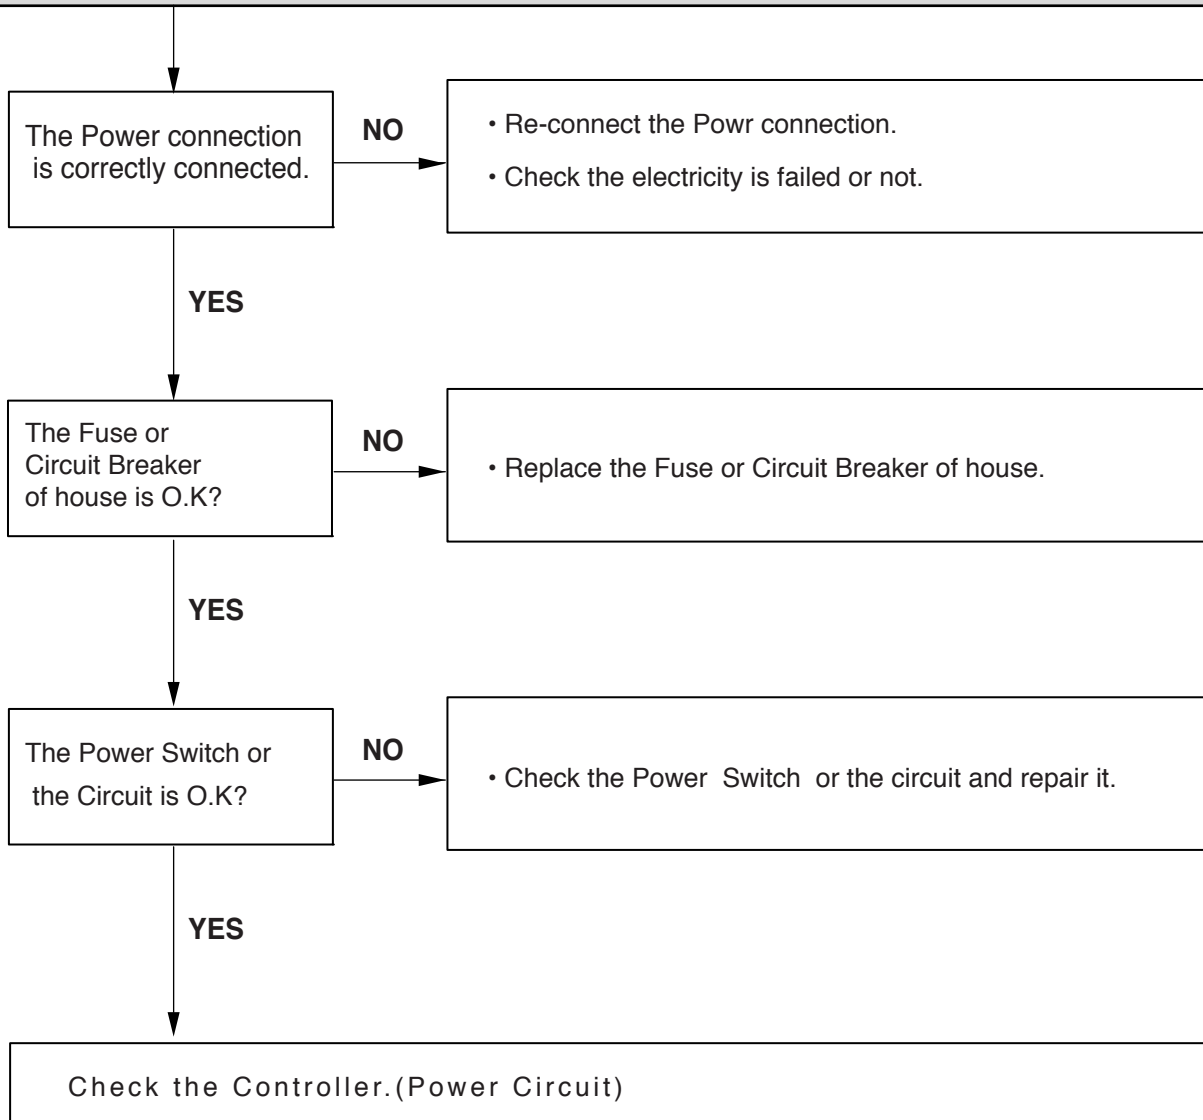 The Power connection
is correctly connected.
NO
• Re-connect the Powr connection.
• Check the electricity is failed or not.
YES
The Fuse or
Circuit Breaker
of house is O.K?
NO
• Replace the Fuse or Circuit Breaker of house.
YES
The Power Switch or
the Circuit is O.K?
NO
• Check the Power Switch or the circuit and repair it.
YES
Check the Controller.(Power Circuit)